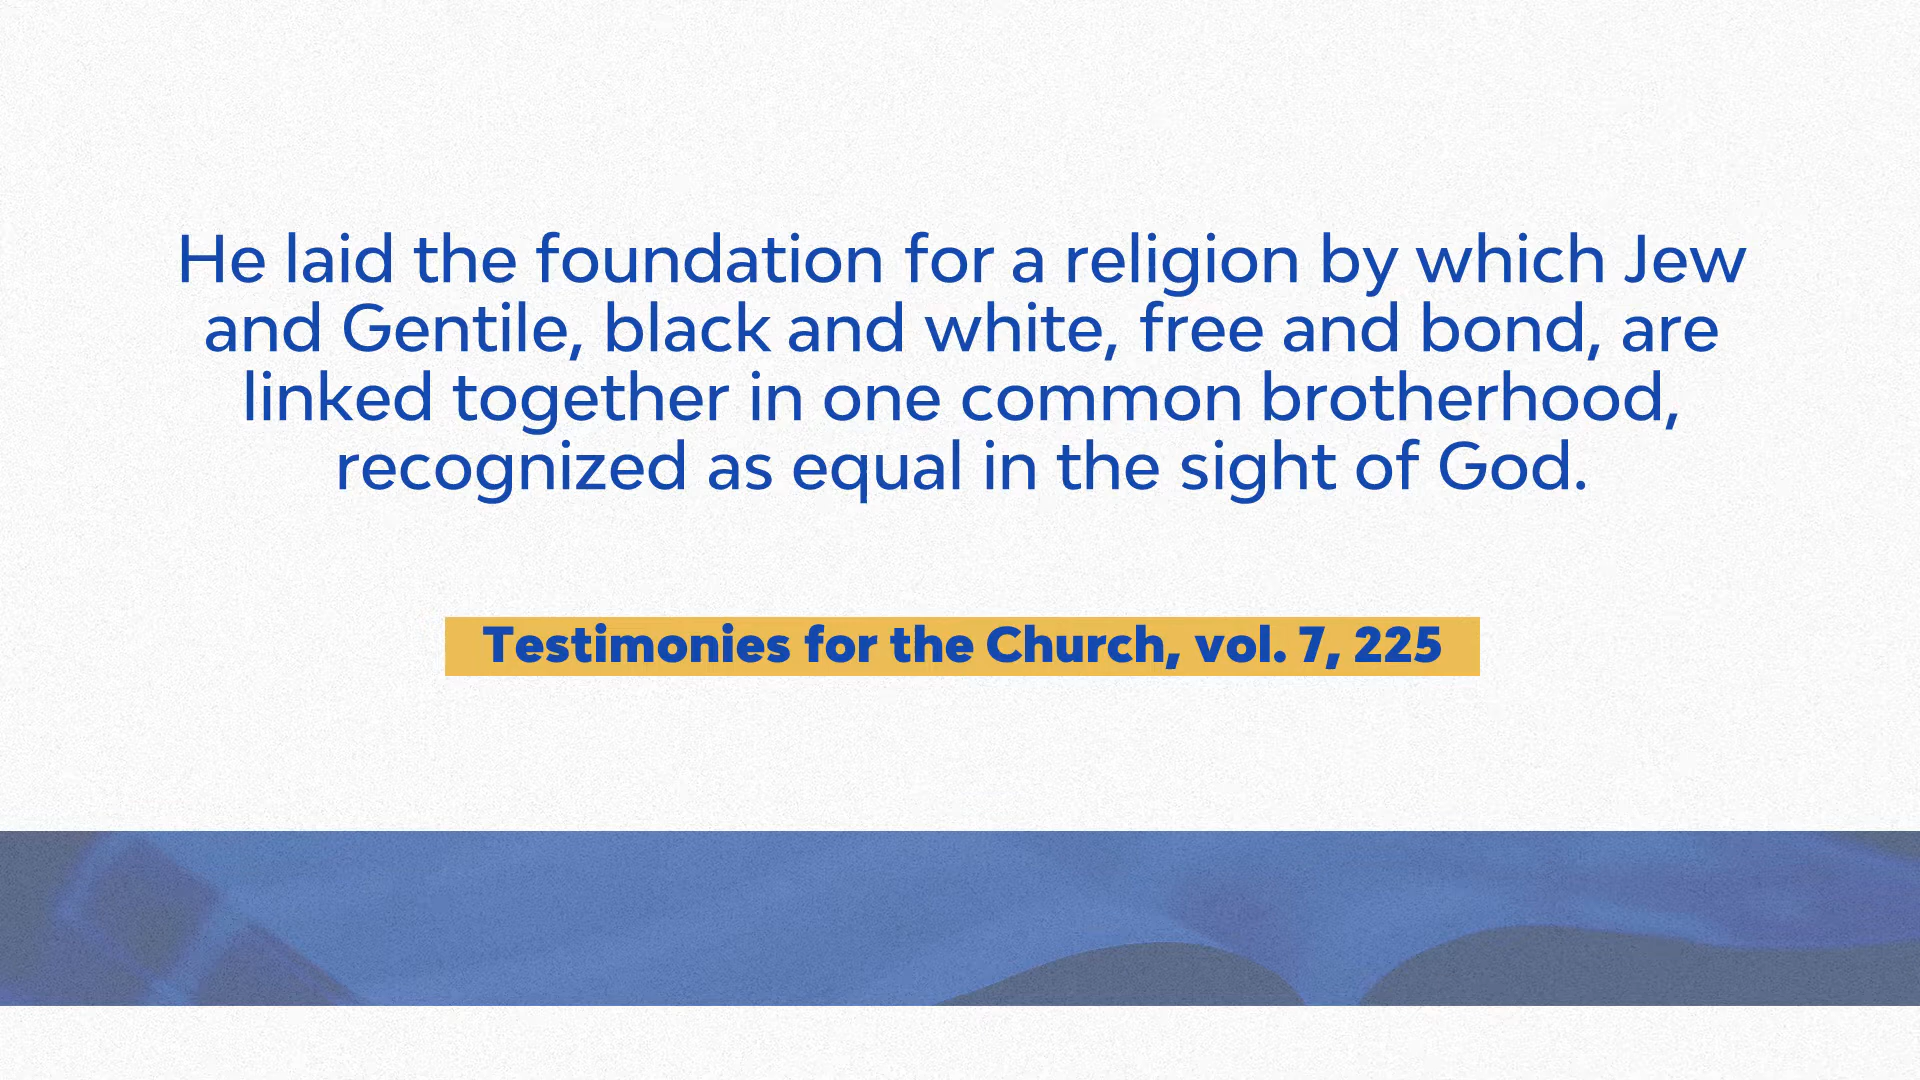 He laid the foundation for a religion by which Jew
and Gentile, black and white, free and bond, are
linked together in one common brotherhood,
recognized as equal in the sight of God.
Testimonies for the Church, vol. 7, 225